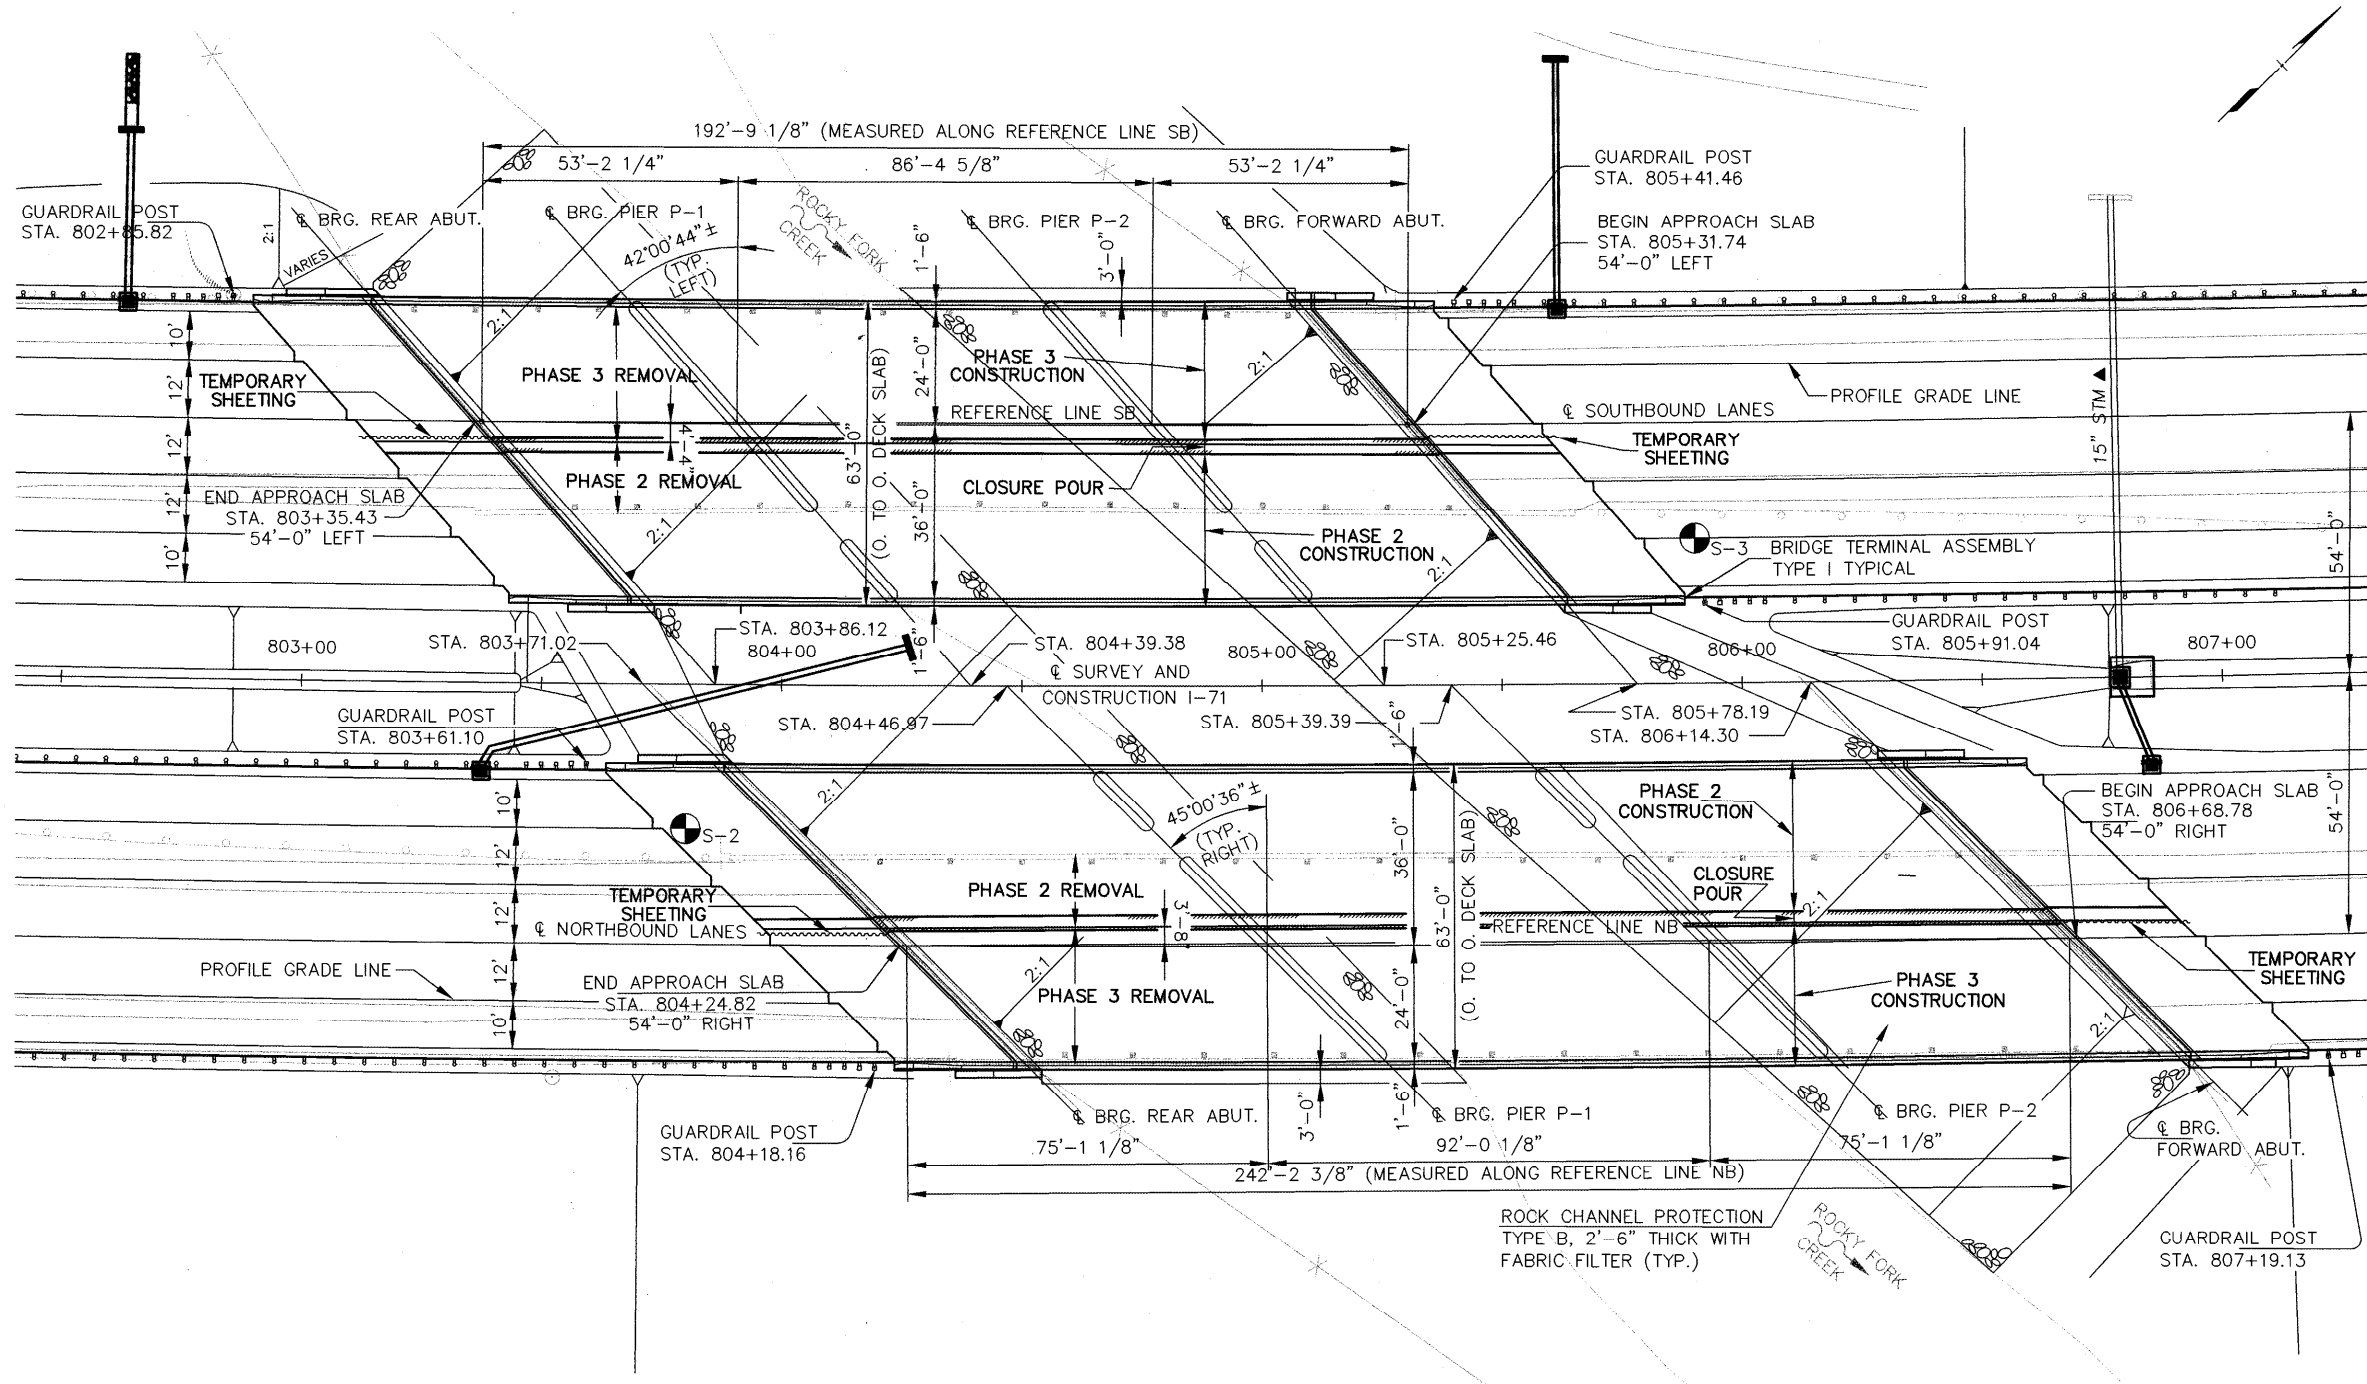 192'-9 1/8" (MEASURED ALONG REFERENCE LINE SB)
53'-2 1/4"
86'-4 5/8"
53'-2 1/4"
GUARDRAIL POST
STA. 805+41.46
GUARDRAIL POST
STA. 802+85.82
2:1
VARIES
℄ BRG. REAR ABUT.
℄ BRG. PIER P-1
42°00'44"±
(TYP.
LEFT)
ROCKY FORK
CREEK
℄ BRG. PIER P-2
℄ BRG. FORWARD ABUT.
1'-6"
3'-0"
BEGIN APPROACH SLAB
STA. 805+31.74
54'-0" LEFT
10'
12'
12'
12'
10'
2:1
PHASE 3 REMOVAL
TEMPORARY
SHEETING
24'-0"
PHASE 3
CONSTRUCTION
2:1
PROFILE GRADE LINE
REFERENCE LINE SB
℄ SOUTHBOUND LANES
15" STM
4'-4"
63'-0"
(O. TO O. DECK SLAB)
TEMPORARY
SHEETING
PHASE 2 REMOVAL
CLOSURE POUR
36'-0"
END APPROACH SLAB
STA. 803+35.43
54'-0" LEFT
2:1
PHASE 2
CONSTRUCTION
2:1
S-3
BRIDGE TERMINAL ASSEMBLY
TYPE I TYPICAL
54'-0"
803+00
STA. 803+71.02
STA. 803+86.12
804+00
1'-6"
STA. 804+39.38
℄ SURVEY AND
CONSTRUCTION I-71
805+00
STA. 805+25.46
806+00
GUARDRAIL POST
STA. 805+91.04
807+00
GUARDRAIL POST
STA. 803+61.10
STA. 804+46.97
STA. 805+39.39
1'-6"
STA. 805+78.19
STA. 806+14.30
10'
12'
12'
12'
10'
S-2
2:1
45°00'36"±
(TYP.
RIGHT)
36'-0"
63'-0"
(O. TO O. DECK SLAB)
PHASE 2
CONSTRUCTION
BEGIN APPROACH SLAB
STA. 806+68.78
54'-0" RIGHT
54'-0"
PHASE 2 REMOVAL
CLOSURE
POUR
2:1
TEMPORARY
SHEETING
3'-8"
℄ NORTHBOUND LANES
REFERENCE LINE NB
PROFILE GRADE LINE
END APPROACH SLAB
STA. 804+24.82
54'-0" RIGHT
2:1
PHASE 3 REMOVAL
24'-0"
PHASE 3
CONSTRUCTION
TEMPORARY
SHEETING
2:1
GUARDRAIL POST
STA. 804+18.16
℄ BRG. REAR ABUT.
3'-0"
1'-6"
℄ BRG. PIER P-1
℄ BRG. PIER P-2
℄ BRG.
FORWARD ABUT.
75'-1 1/8"
92'-0 1/8"
75'-1 1/8"
242'-2 3/8" (MEASURED ALONG REFERENCE LINE NB)
ROCK CHANNEL PROTECTION
TYPE B, 2'-6" THICK WITH
FABRIC FILTER (TYP.)
ROCKY FORK
CREEK
GUARDRAIL POST
STA. 807+19.13